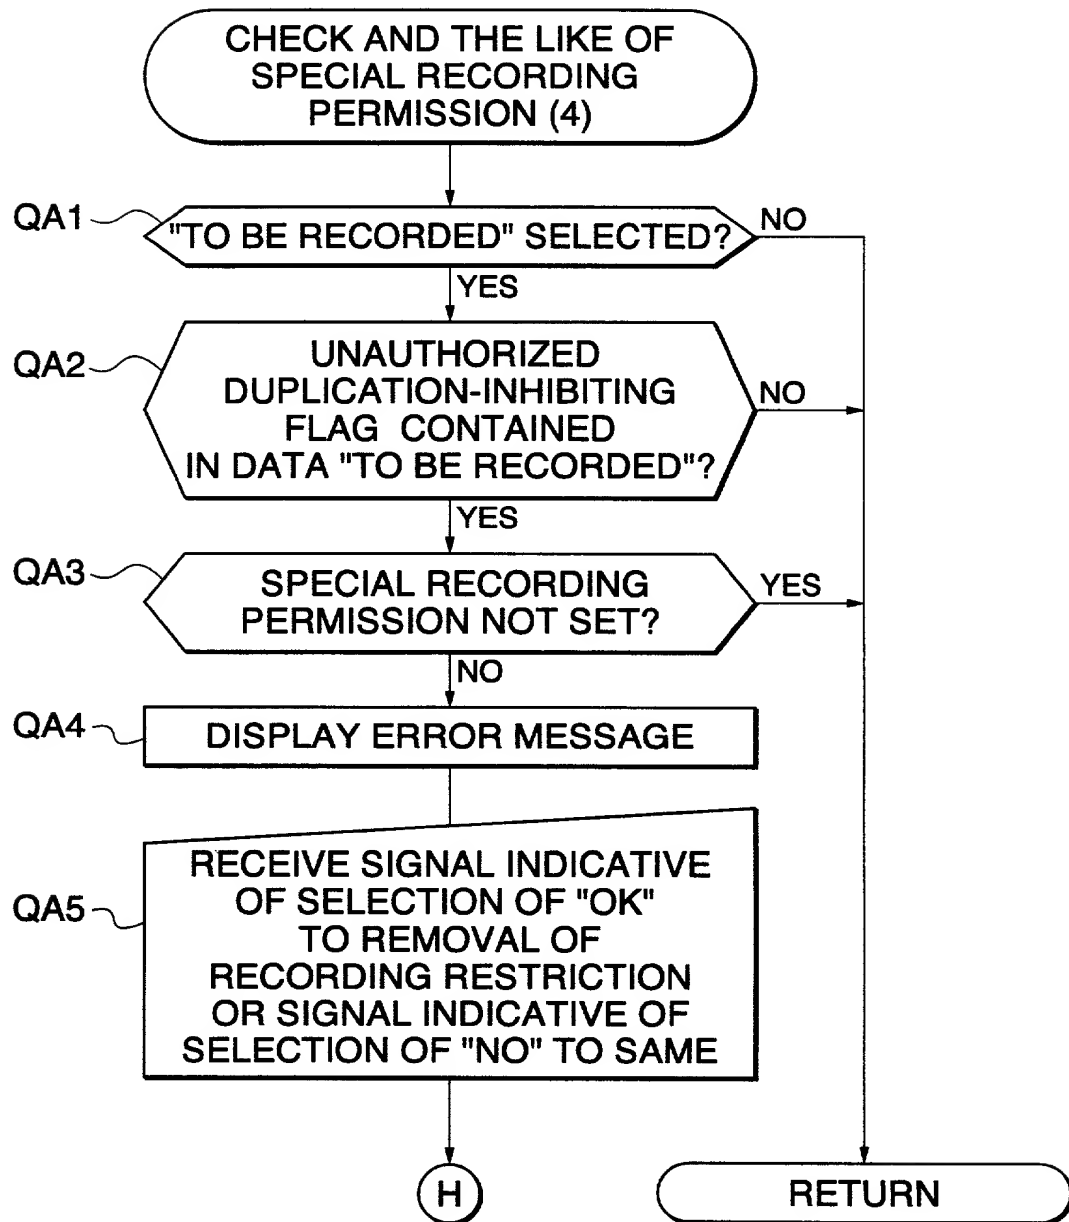 CHECK AND THE LIKE OF
SPECIAL RECORDING
PERMISSION (4)
QA1
"TO BE RECORDED" SELECTED?
NO
YES
QA2
UNAUTHORIZED
DUPLICATION-INHIBITING
FLAG CONTAINED
IN DATA "TO BE RECORDED"?
NO
YES
QA3
SPECIAL RECORDING
PERMISSION NOT SET?
YES
NO
QA4
DISPLAY ERROR MESSAGE
QA5
RECEIVE SIGNAL INDICATIVE
OF SELECTION OF "OK"
TO REMOVAL OF
RECORDING RESTRICTION
OR SIGNAL INDICATIVE OF
SELECTION OF "NO" TO SAME
H
RETURN